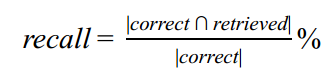 recall = |correct ∩ retrieved| / |correct| %